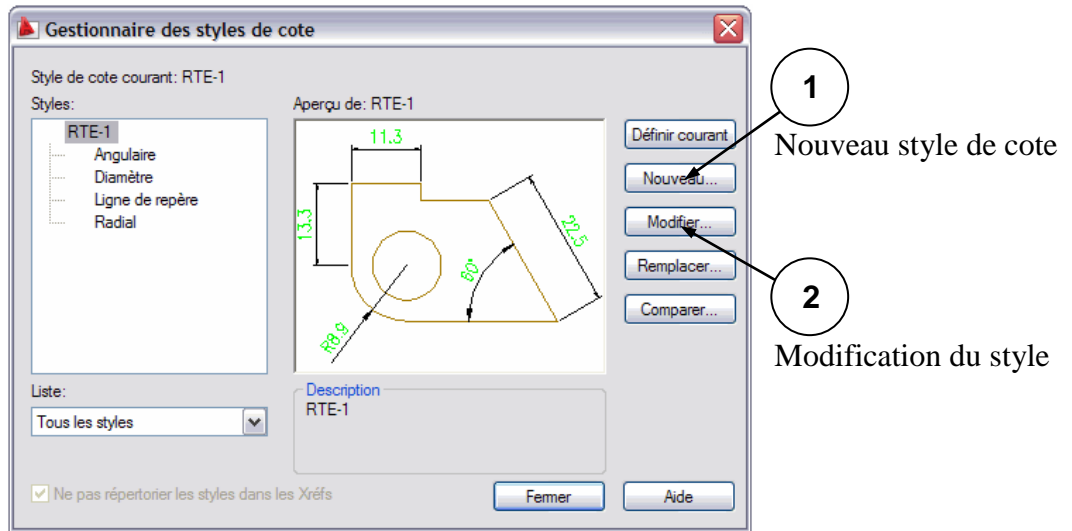 Gestionnaire des styles de cote
Style de cote courant: RTE-1
Styles:
RTE-1
Angulaire
Diamètre
Ligne de repère
Radial
Aperçu de: RTE-1
11.3
13.3
22.5
60°
R8.9
Définir courant
Nouveau...
Modifier...
Remplacer...
Comparer...
1
Nouveau style de cote
2
Modification du style
Liste:
Tous les styles
Description
RTE-1
Ne pas répertorier les styles dans les Xréfs
Fermer
Aide